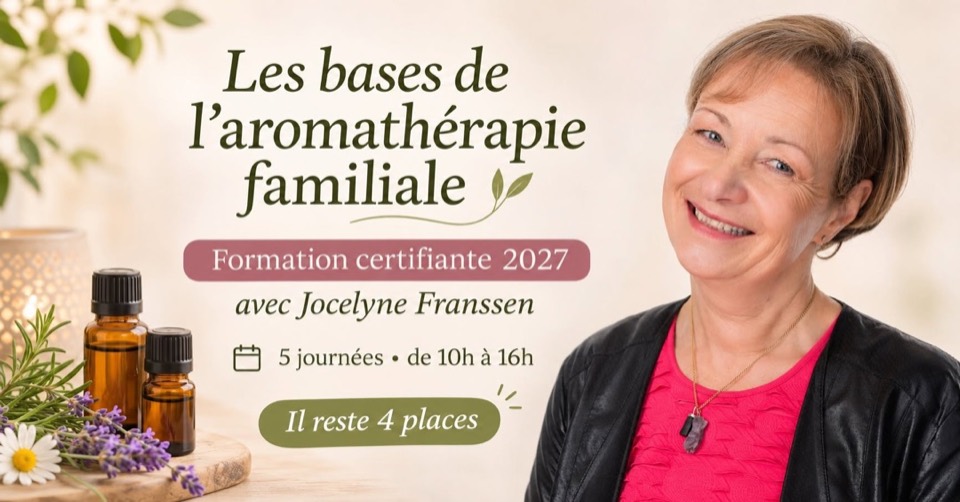 Les bases de
l'aromathérapie
familiale
Formation certifiante 2027
avec Jocelyne Franssen
5 journées • de 10h à 16h
Il reste 4 places